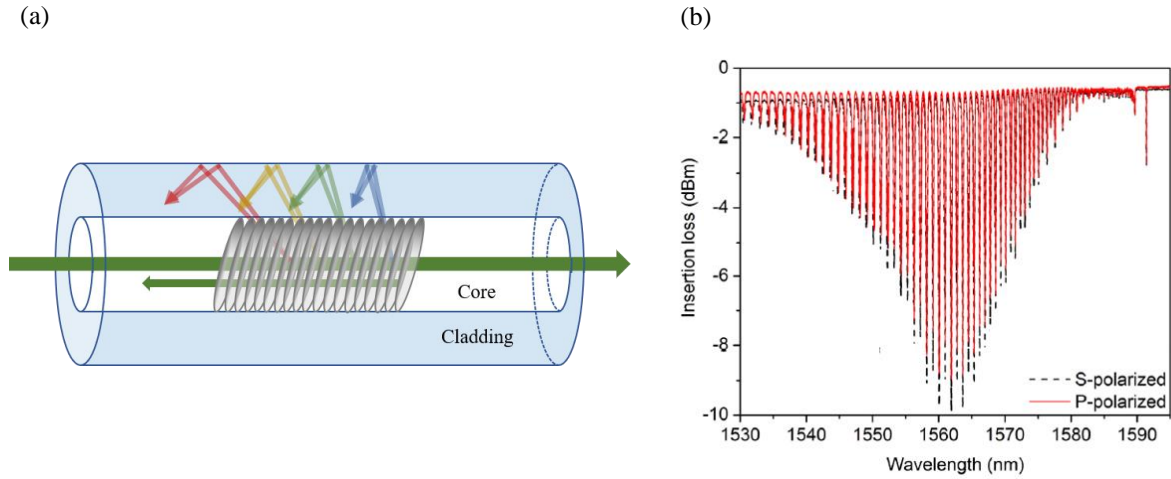 (a)
Core
Cladding
(b)
Insertion loss (dBm)
0
-2
-4
-6
-8
-10
S-polarized
P-polarized
1530 1540 1550 1560 1570 1580 1590
Wavelength (nm)